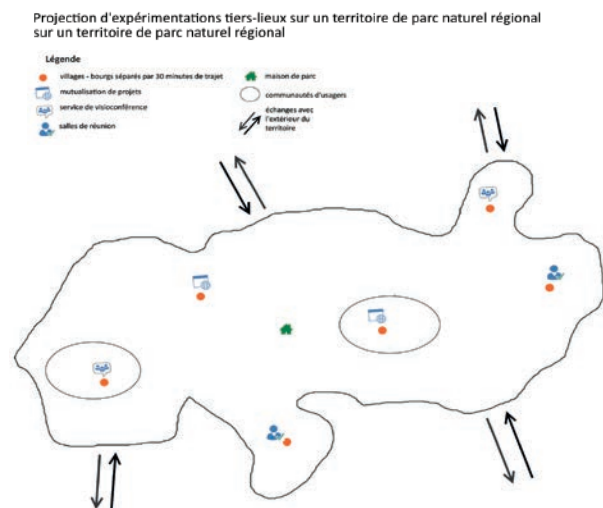 Projection d'expérimentations tiers-lieux sur un territoire de parc naturel régional
sur un territoire de parc naturel régional
Légende
villages - bourgs séparés par 30 minutes de trajet
mutualisation de projets
service de visioconférence
salles de réunion
maison de parc
communautés d'usagers
échanges avec
l'extérieur du
territoire